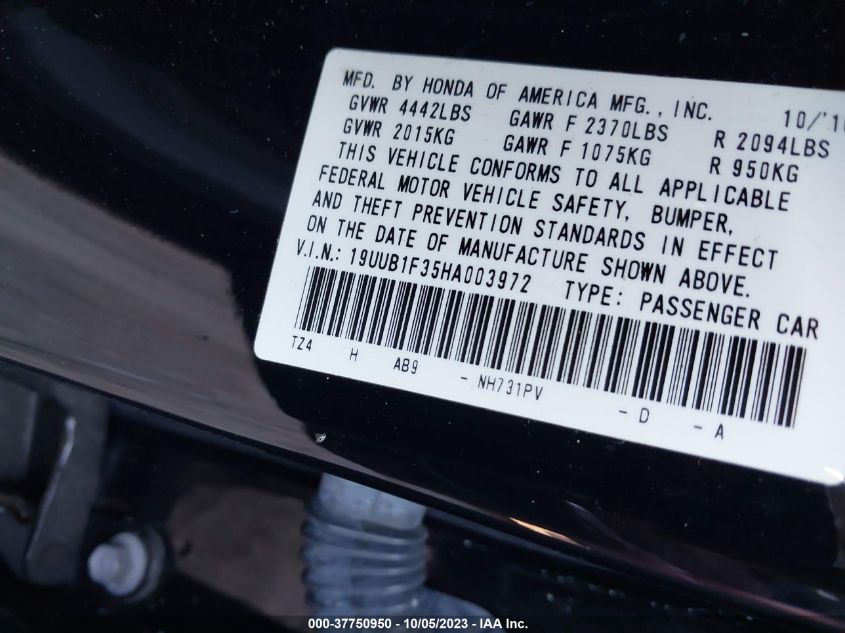 MFD. BY HONDA OF AMERICA MFG., INC. 10/'16
GVWR 4442LBS GAWR F 2370LBS R 2094LBS
GVWR 2015KG GAWR F 1075KG R 950KG
THIS VEHICLE CONFORMS TO ALL APPLICABLE
FEDERAL MOTOR VEHICLE SAFETY, BUMPER,
AND THEFT PREVENTION STANDARDS IN EFFECT
ON THE DATE OF MANUFACTURE SHOWN ABOVE.
V.I.N.: 19UUB1F35HA003972 TYPE: PASSENGER CAR
TZ4 H AB9 - NH731PV - D - A
000-37750950 - 10/05/2023 - IAA Inc.